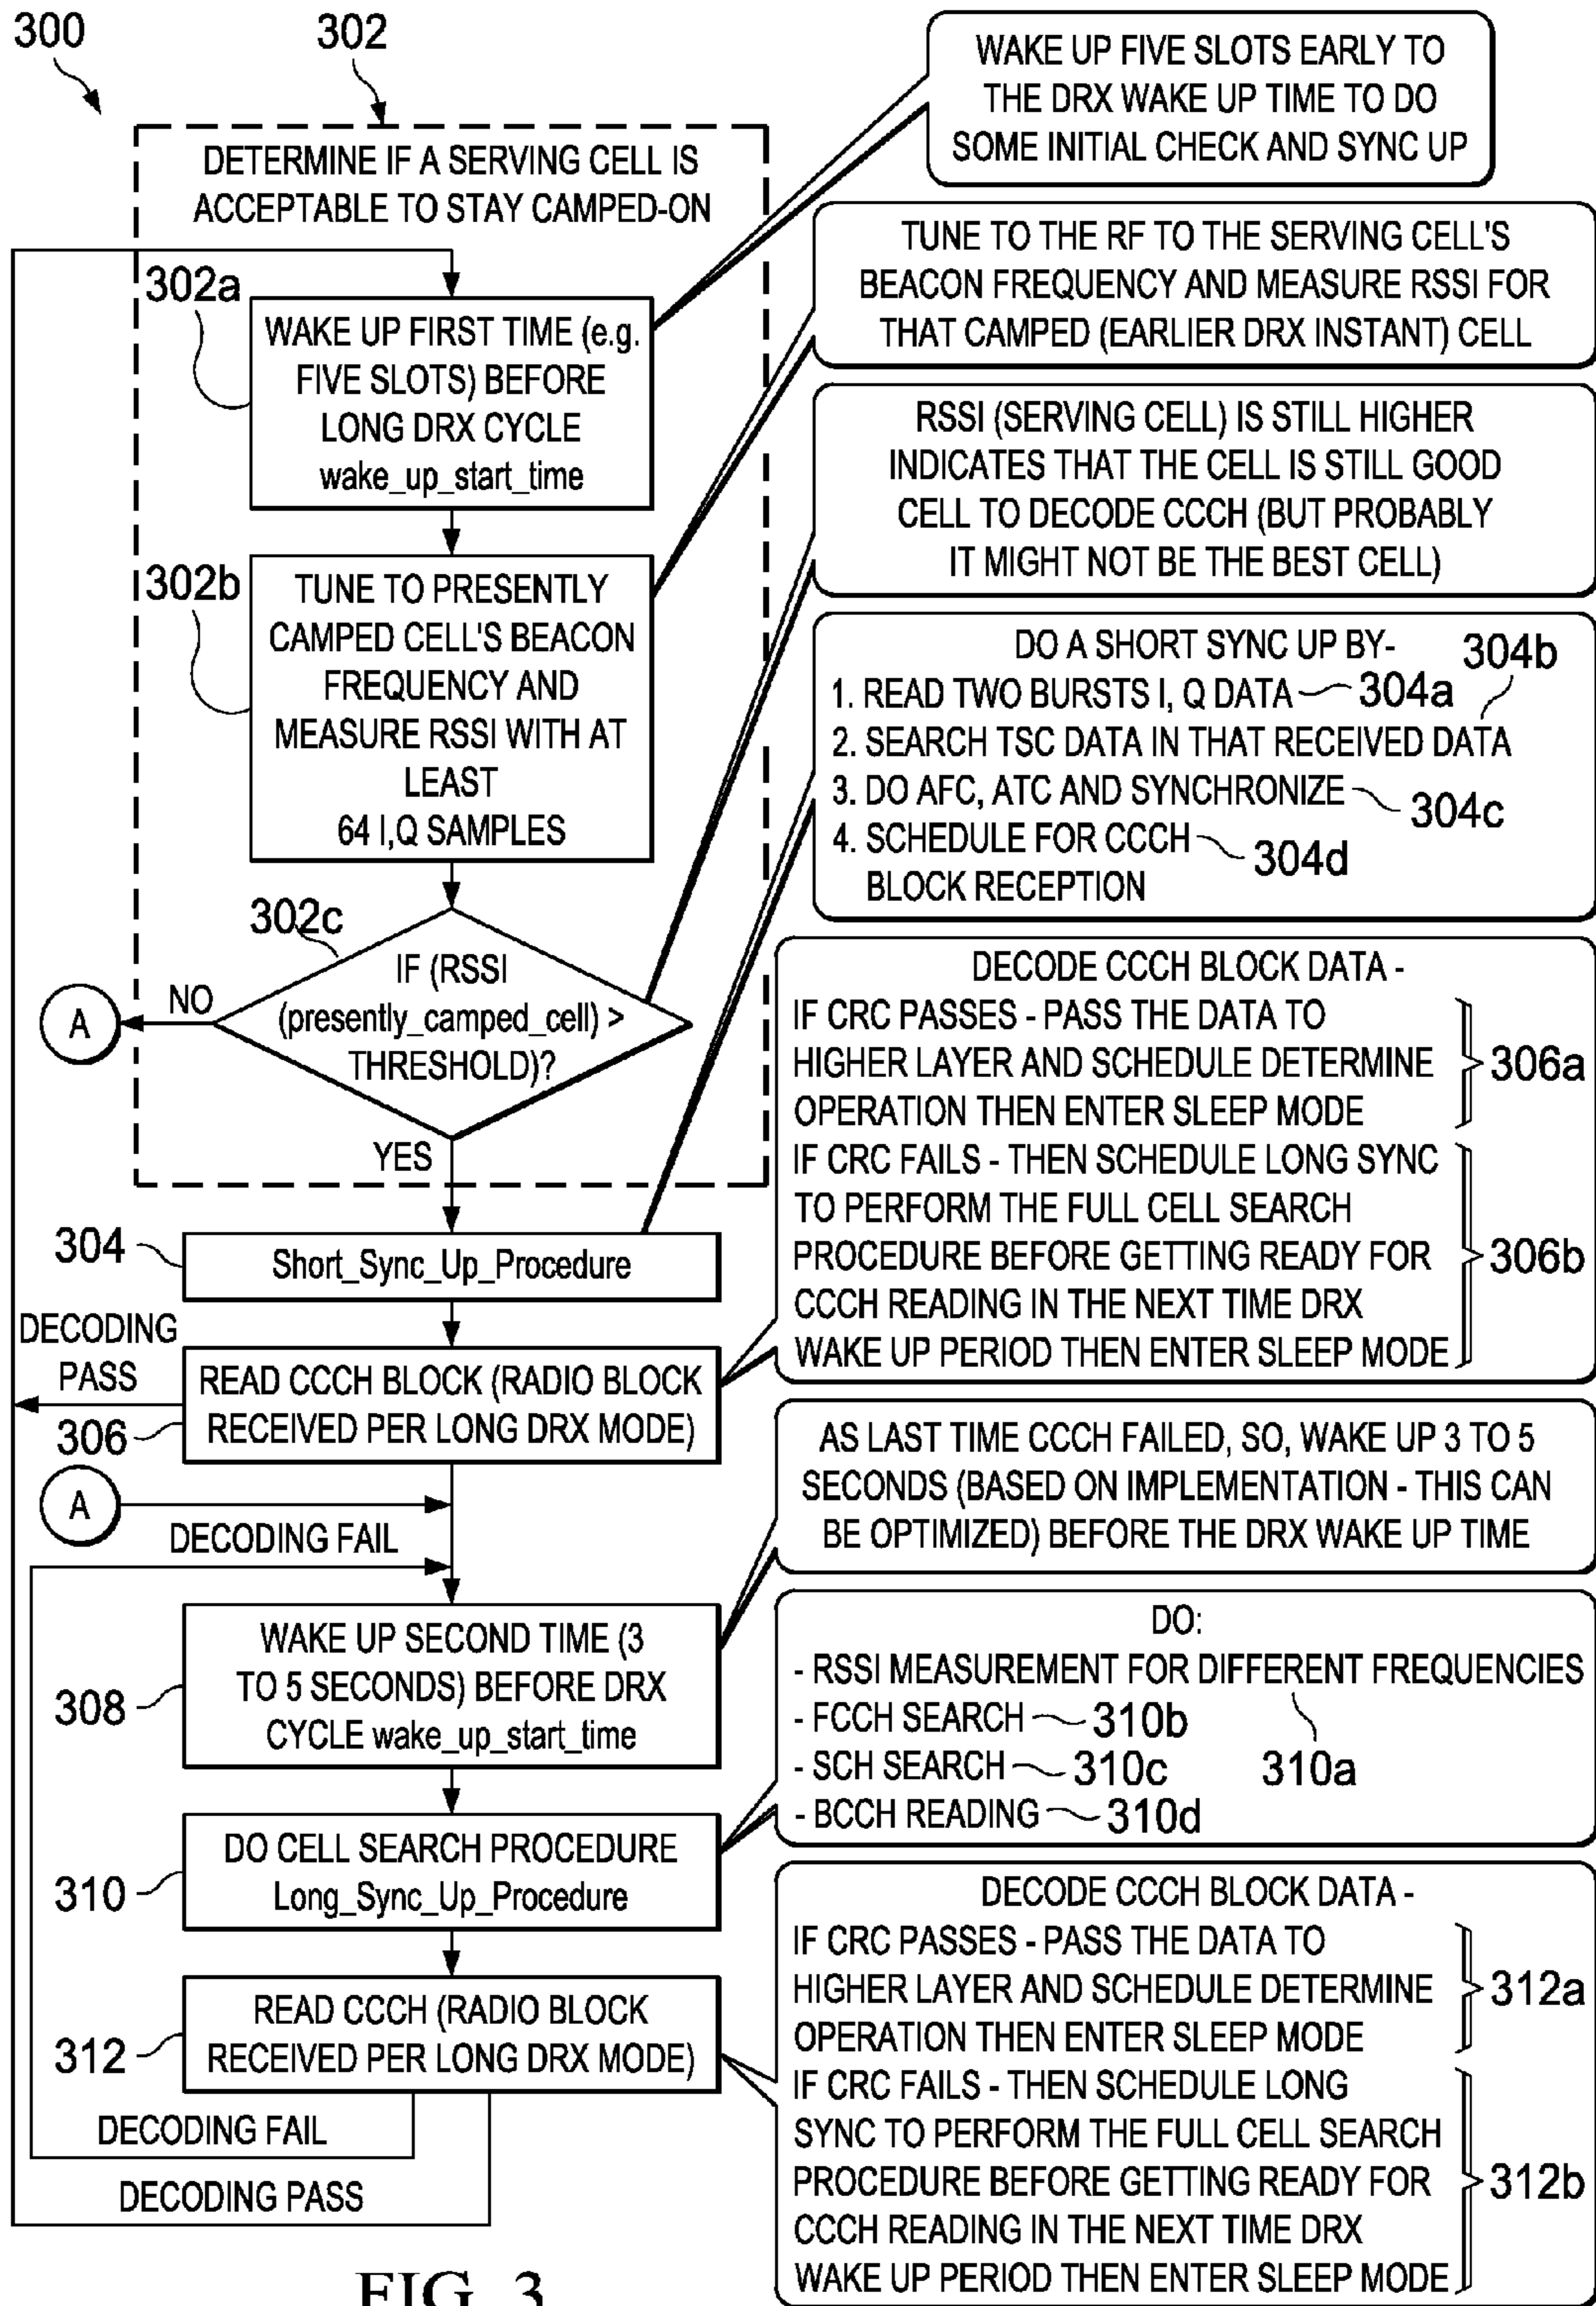 300
302
DETERMINE IF A SERVING CELL IS
ACCEPTABLE TO STAY CAMPED-ON
302a
WAKE UP FIRST TIME (e.g.
FIVE SLOTS) BEFORE
LONG DRX CYCLE
wake_up_start_time
WAKE UP FIVE SLOTS EARLY TO
THE DRX WAKE UP TIME TO DO
SOME INITIAL CHECK AND SYNC UP
302b
TUNE TO PRESENTLY
CAMPED CELL'S BEACON
FREQUENCY AND
MEASURE RSSI WITH AT
LEAST
64 I,Q SAMPLES
TUNE TO THE RF TO THE SERVING CELL'S
BEACON FREQUENCY AND MEASURE RSSI FOR
THAT CAMPED (EARLIER DRX INSTANT) CELL
302c
IF (RSSI
(presently_camped_cell) >
THRESHOLD)?
NO
A
YES
RSSI (SERVING CELL) IS STILL HIGHER
INDICATES THAT THE CELL IS STILL GOOD
CELL TO DECODE CCCH (BUT PROBABLY
IT MIGHT NOT BE THE BEST CELL)
304
Short_Sync_Up_Procedure
DO A SHORT SYNC UP BY-
304b
1. READ TWO BURSTS I, Q DATA 304a
2. SEARCH TSC DATA IN THAT RECEIVED DATA
3. DO AFC, ATC AND SYNCHRONIZE 304c
4. SCHEDULE FOR CCCH 304d
BLOCK RECEPTION
DECODING
PASS
306
READ CCCH BLOCK (RADIO BLOCK
RECEIVED PER LONG DRX MODE)
DECODE CCCH BLOCK DATA -
IF CRC PASSES - PASS THE DATA TO
HIGHER LAYER AND SCHEDULE DETERMINE 306a
OPERATION THEN ENTER SLEEP MODE
IF CRC FAILS - THEN SCHEDULE LONG SYNC
TO PERFORM THE FULL CELL SEARCH
PROCEDURE BEFORE GETTING READY FOR 306b
CCCH READING IN THE NEXT TIME DRX
WAKE UP PERIOD THEN ENTER SLEEP MODE
A
DECODING FAIL
308
WAKE UP SECOND TIME (3
TO 5 SECONDS) BEFORE DRX
CYCLE wake_up_start_time
AS LAST TIME CCCH FAILED, SO, WAKE UP 3 TO 5
SECONDS (BASED ON IMPLEMENTATION - THIS CAN
BE OPTIMIZED) BEFORE THE DRX WAKE UP TIME
310
DO CELL SEARCH PROCEDURE
Long_Sync_Up_Procedure
DO:
- RSSI MEASUREMENT FOR DIFFERENT FREQUENCIES
- FCCH SEARCH 310b
- SCH SEARCH 310c 310a
- BCCH READING 310d
312
READ CCCH (RADIO BLOCK
RECEIVED PER LONG DRX MODE)
DECODING FAIL
DECODING PASS
DECODE CCCH BLOCK DATA -
IF CRC PASSES - PASS THE DATA TO
HIGHER LAYER AND SCHEDULE DETERMINE 312a
OPERATION THEN ENTER SLEEP MODE
IF CRC FAILS - THEN SCHEDULE LONG
SYNC TO PERFORM THE FULL CELL SEARCH
PROCEDURE BEFORE GETTING READY FOR 312b
CCCH READING IN THE NEXT TIME DRX
WAKE UP PERIOD THEN ENTER SLEEP MODE
FIG. 3